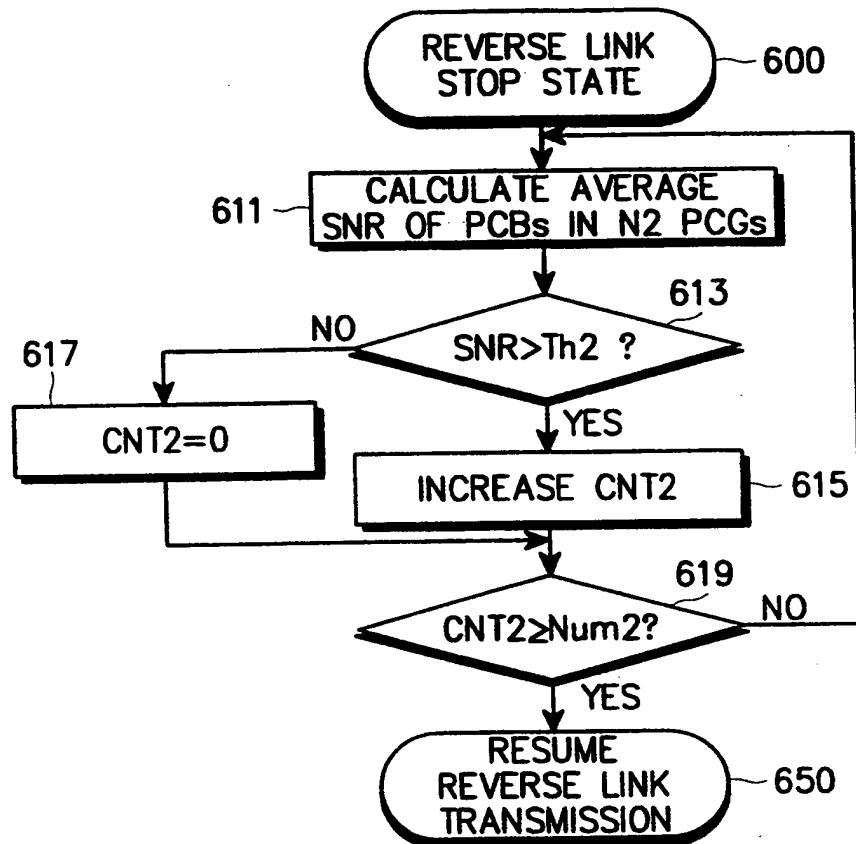 REVERSE LINK
STOP STATE
600
CALCULATE AVERAGE
SNR OF PCBs IN N2 PCGs
611
613
SNR>Th2 ?
NO
617
CNT2=0
YES
INCREASE CNT2
615
619
CNT2≥Num2?
NO
YES
RESUME
REVERSE LINK
TRANSMISSION
650